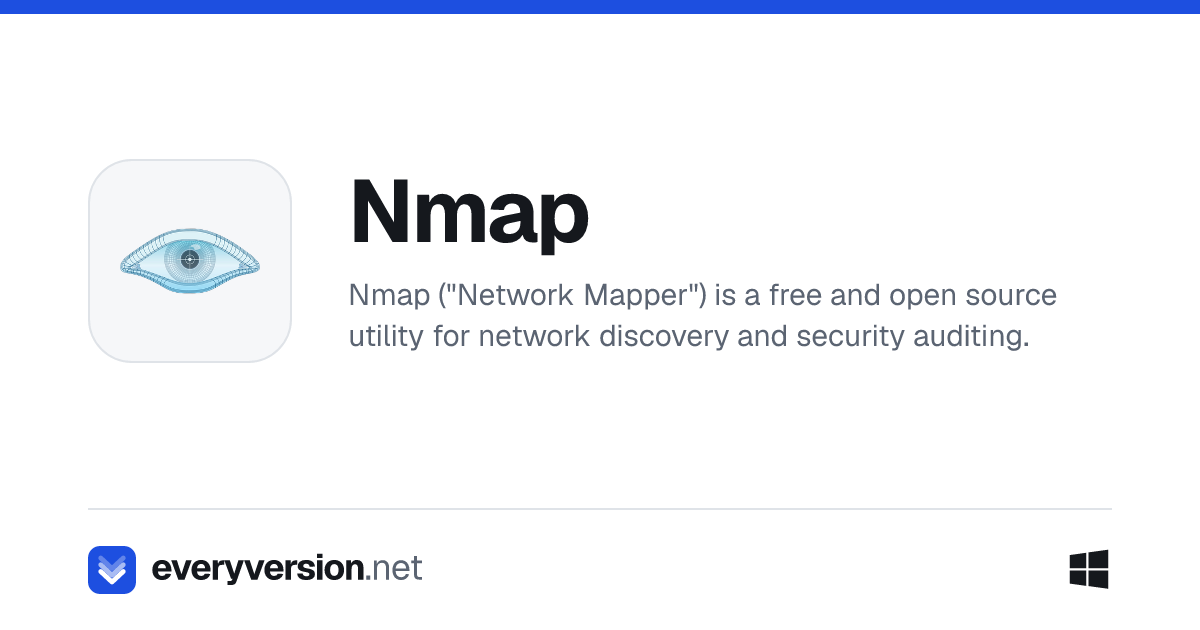 Nmap
Nmap ("Network Mapper") is a free and open source
utility for network discovery and security auditing.
everyversion.net